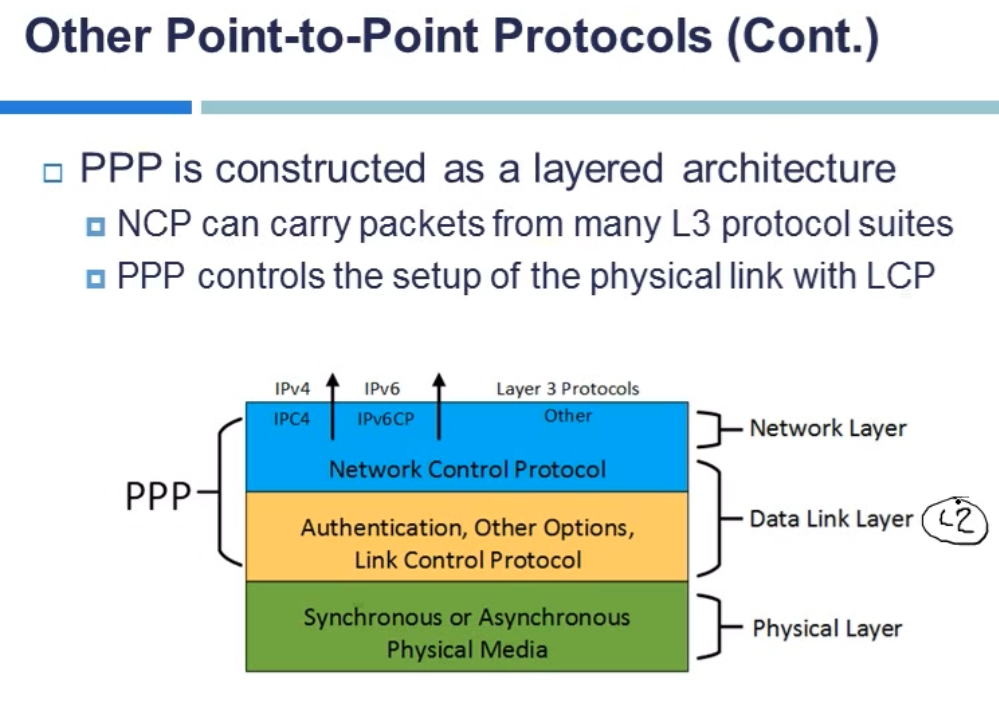 Other Point-to-Point Protocols (Cont.)
PPP is constructed as a layered architecture
NCP can carry packets from many L3 protocol suites
PPP controls the setup of the physical link with LCP
IPv4 IPv6 Layer 3 Protocols
IPC4 IPv6CP Other
Network Control Protocol
Authentication, Other Options,
Link Control Protocol
Synchronous or Asynchronous
Physical Media
PPP
Network Layer
Data Link Layer L2
Physical Layer